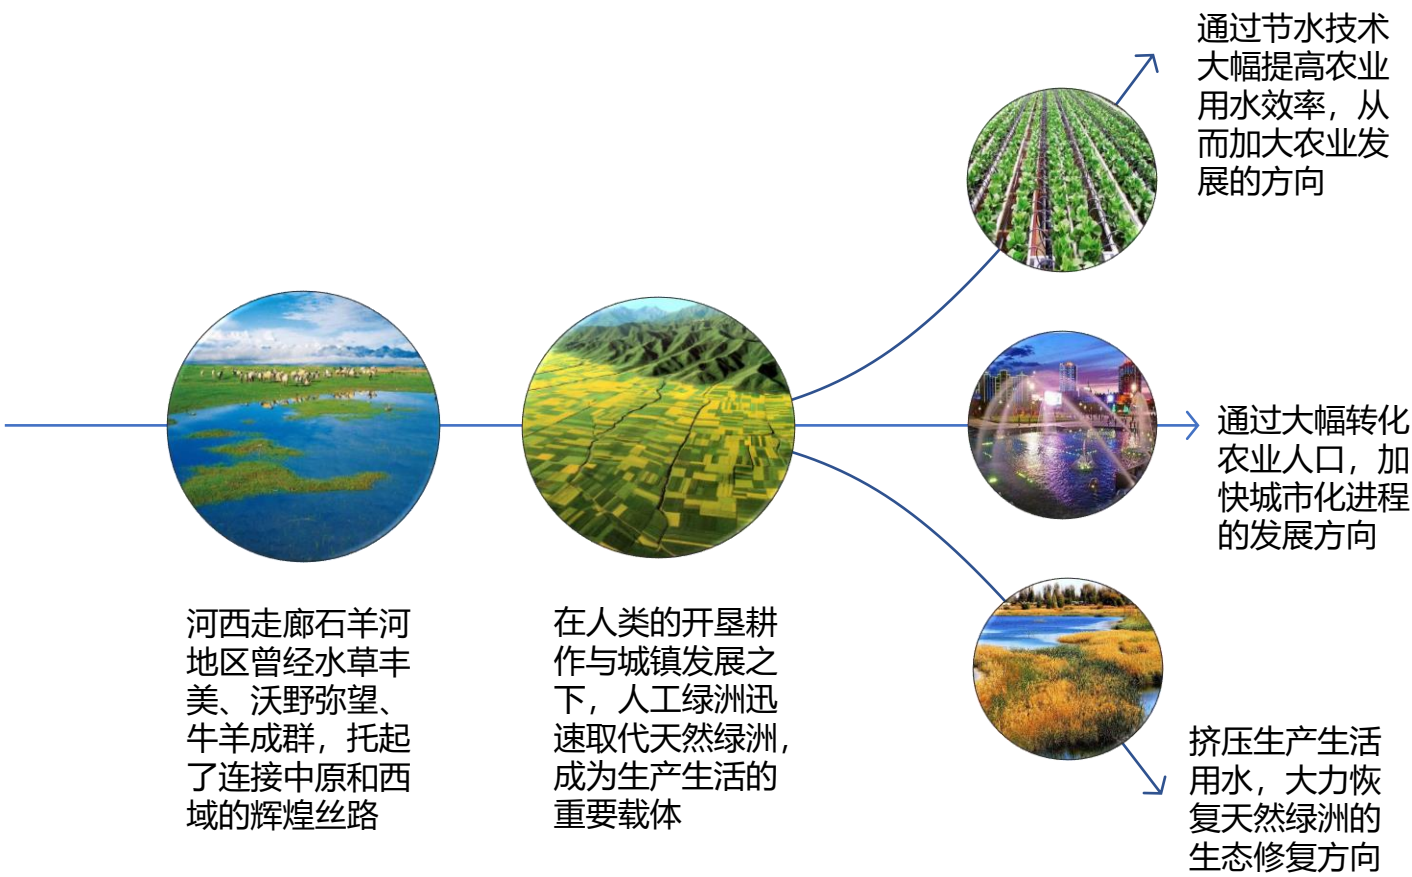 通过节水技术
大幅提高农业
用水效率，从
而加大农业发
展的方向
通过大幅转化
农业人口，加
快城市化进程
的发展方向
河西走廊石羊河
地区曾经水草丰
美、沃野弥望、
牛羊成群，托起
了连接中原和西
域的辉煌丝路
在人类的开垦耕
作与城镇发展之
下，人工绿洲迅
速取代天然绿洲，
成为生产生活的
重要载体
挤压生产生活
用水，大力恢
复天然绿洲的
生态修复方向